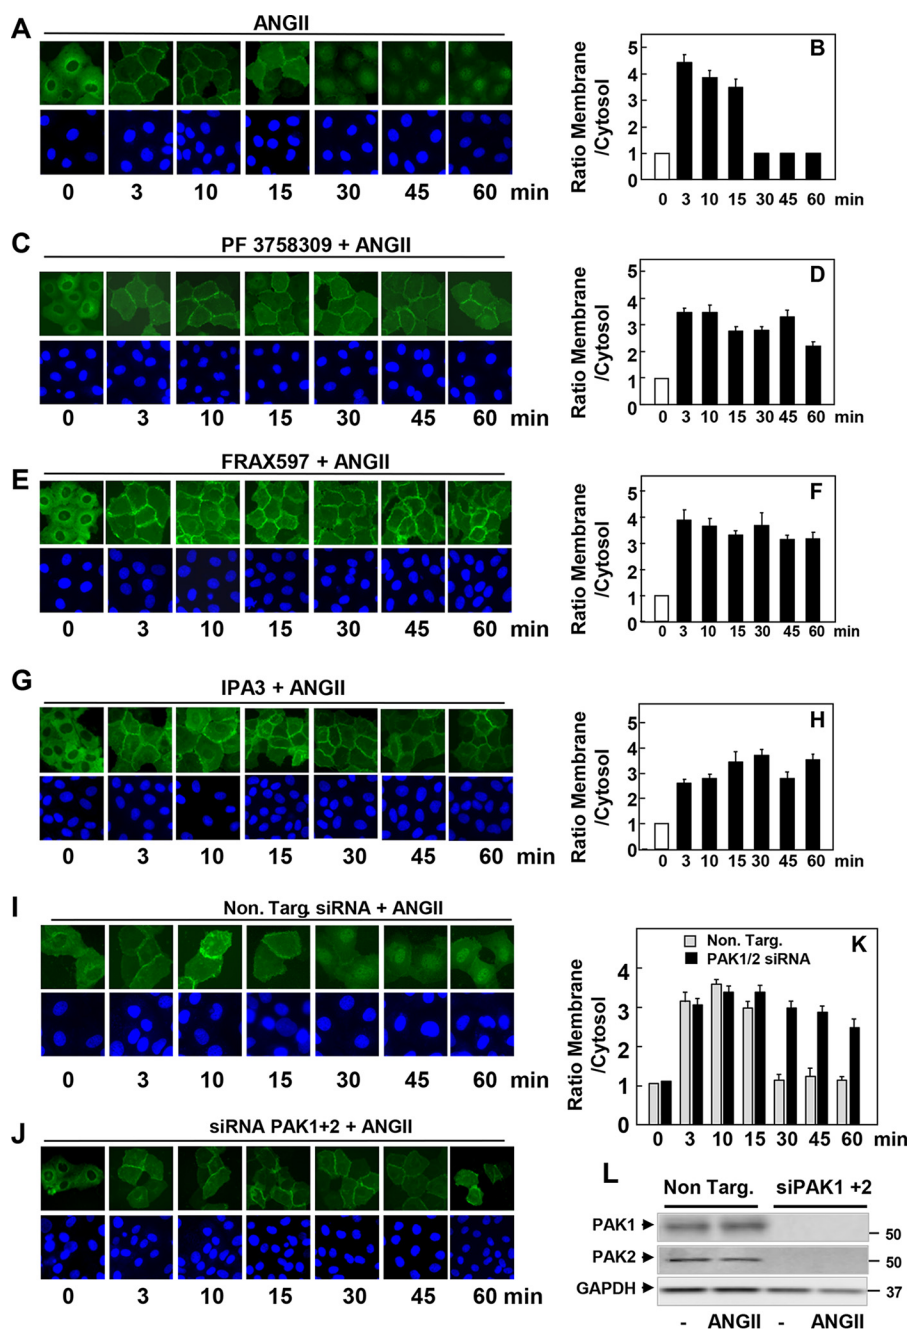 A
ANGII
0 3 10 15 30 45 60 min
B
Ratio Membrane
/Cytosol
5
4
3
2
1
0 3 10 15 30 45 60 min
C
PF 3758309 + ANGII
0 3 10 15 30 45 60 min
D
Ratio Membrane
/Cytosol
5
4
3
2
1
0
0 3 10 15 30 45 60 min
E
FRAX597 + ANGII
0 3 10 15 30 45 60 min
F
Ratio Membrane
/Cytosol
5
4
3
2
1
0
0 3 10 15 30 45 60 min
G
IPA3 + ANGII
0 3 10 15 30 45 60 min
H
Ratio Membrane
/Cytosol
5
4
3
2
1
0
0 3 10 15 30 45 60 min
I
Non. Targ. siRNA + ANGII
0 3 10 15 30 45 60 min
J
siRNA PAK1+2 + ANGII
0 3 10 15 30 45 60 min
K
Non. Targ.
PAK1/2 siRNA
Ratio Membrane
/Cytosol
4
3
2
1
0
0 3 10 15 30 45 60 min
L
Non Targ. siPAK1 +2
PAK1 50
PAK2 50
GAPDH 37
- ANGII - ANGII